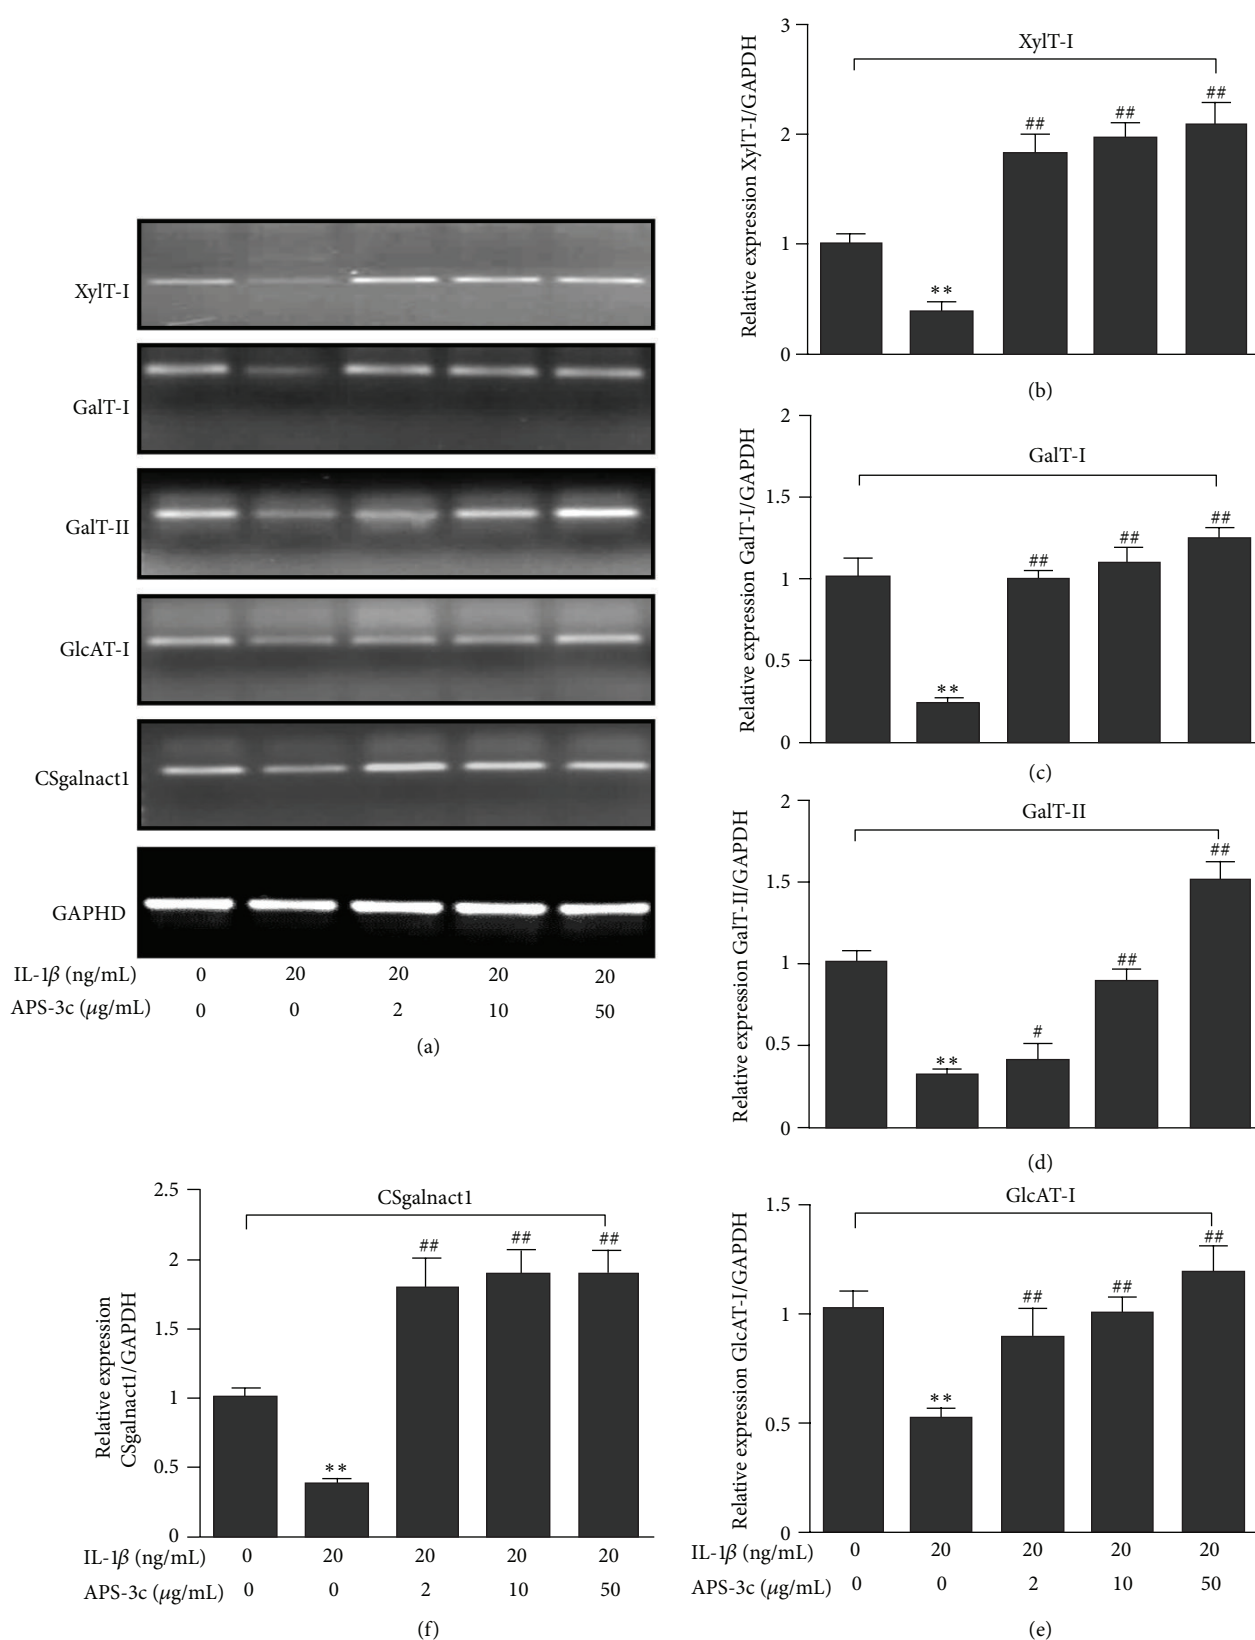 XylT-I
GalT-I
GalT-II
GlcAT-I
CSgalnact1
GAPHD
IL-1β (ng/mL) 0 20 20 20 20
APS-3c (μg/mL) 0 0 2 10 50
(a)
Relative expression XylT-I/GAPDH
3
2
1
0
XylT-I
**
##
##
##
(b)
Relative expression GalT-I/GAPDH
2
1.5
1
0.5
0
GalT-I
**
##
##
##
(c)
Relative expression GalT-II/GAPDH
2
1.5
1
0.5
0
GalT-II
**
#
##
##
(d)
Relative expression
CSgalnact1/GAPDH
2.5
2
1.5
1
0.5
0
CSgalnact1
**
##
##
##
IL-1β (ng/mL) 0 20 20 20 20
APS-3c (μg/mL) 0 0 2 10 50
(f)
Relative expression GlcAT-I/GAPDH
1.5
1
0.5
0
GlcAT-I
**
##
##
##
IL-1β (ng/mL) 0 20 20 20 20
APS-3c (μg/mL) 0 0 2 10 50
(e)